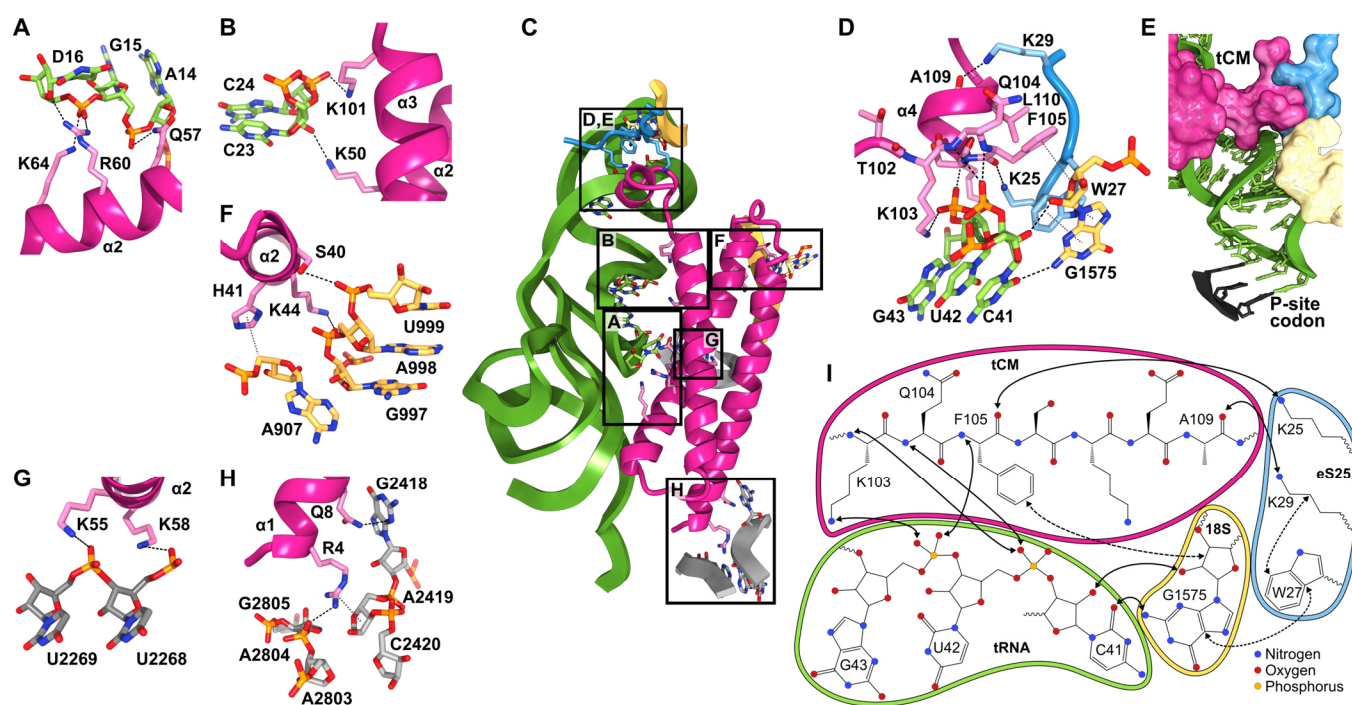 A
D16
G15
A14
Q57
K64
R60
α2
B
C24
C23
K101
α3
K50
α2
C
D,E
B
F
A
G
H
D
K29
A109
Q104
α4
L110
F105
T102
K25
W27
K103
G1575
G43
U42
C41
E
tCM
P-site
codon
F
α2
S40
H41
K44
U999
A998
G997
A907
G
α2
K55
K58
U2269
U2268
H
G2418
α1
Q8
R4
G2805
A2419
A2804
C2420
A2803
I
tCM
Q104
F105
A109
K25
eS25
K103
K29
18S
G1575
W27
tRNA
G43
U42
C41
Nitrogen
Oxygen
Phosphorus